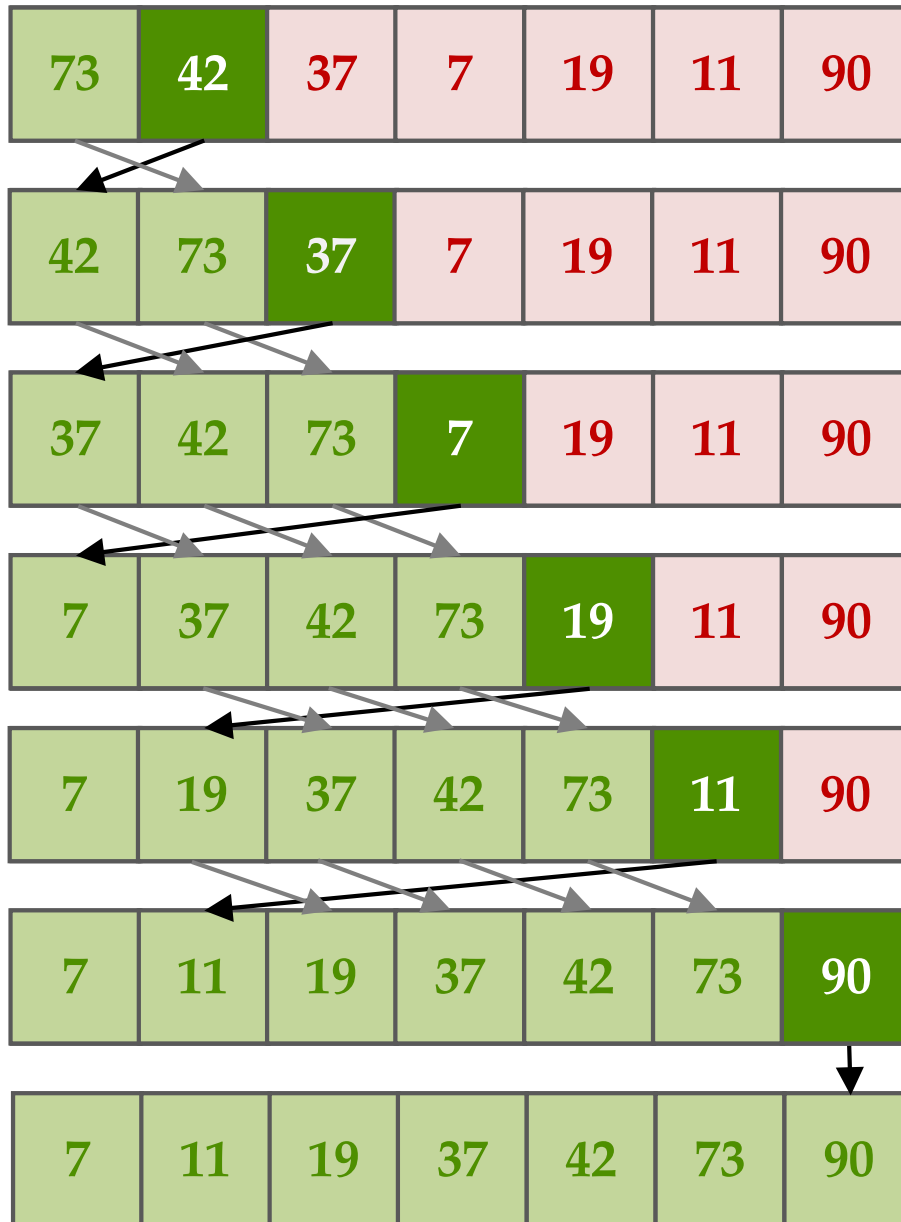 73 42 37 7 19 11 90
42 73 37 7 19 11 90
37 42 73 7 19 11 90
7 37 42 73 19 11 90
7 19 37 42 73 11 90
7 11 19 37 42 73 90
7 11 19 37 42 73 90